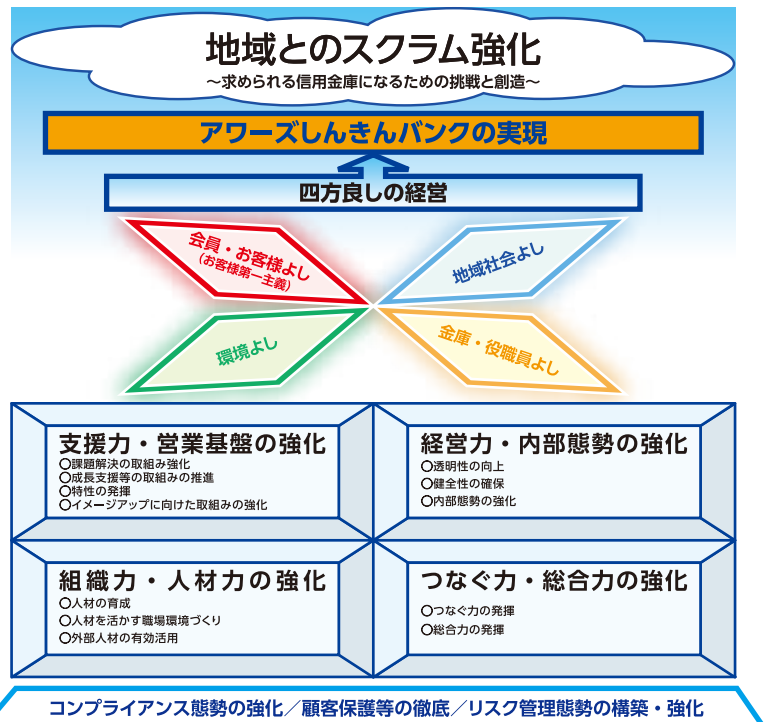 地域とのスクラム強化
～求められる信用金庫になるための挑戦と創造～
アワーズしんきんバンクの実現
四方良しの経営
会員・お客様よし
(お客様第一主義)
地域社会よし
環境よし
金庫・役職員よし
支援力・営業基盤の強化
○課題解決の取組み強化
○成長支援等の取組みの推進
○特性の発揮
○イメージアップに向けた取組みの強化
経営力・内部態勢の強化
○透明性の向上
○健全性の確保
○内部態勢の強化
組織力・人材力の強化
○人材の育成
○人材を活かす職場環境づくり
○外部人材の有効活用
つなぐ力・総合力の強化
○つなぐ力の発揮
○総合力の発揮
コンプライアンス態勢の強化／顧客保護等の徹底／リスク管理態勢の構築・強化